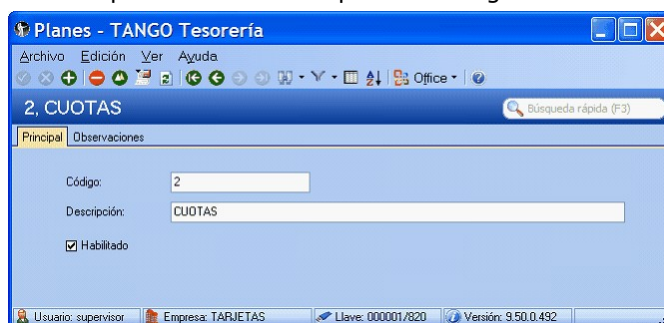 Planes - TANGO Tesorería
Archivo Edición Ver Ayuda
Office
2, CUOTAS
Búsqueda rápida (F3)
Principal Observaciones
Código: 2
Descripción: CUOTAS
Habilitado
Usuario: supervisor Empresa: TARJETAS Llave: 000001/820 Versión: 9.50.0.492